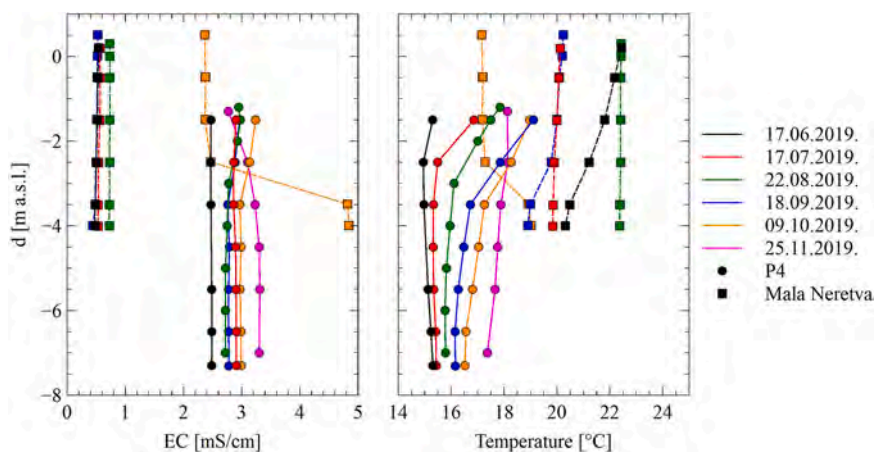 0
−2
−4
−6
−8
d [m a.s.l.]
0 1 2 3 4 5
EC [mS/cm]
14 16 18 20 22 24
Temperature [°C]
17.06.2019.
17.07.2019.
22.08.2019.
18.09.2019.
09.10.2019.
25.11.2019.
P4
Mala Neretva